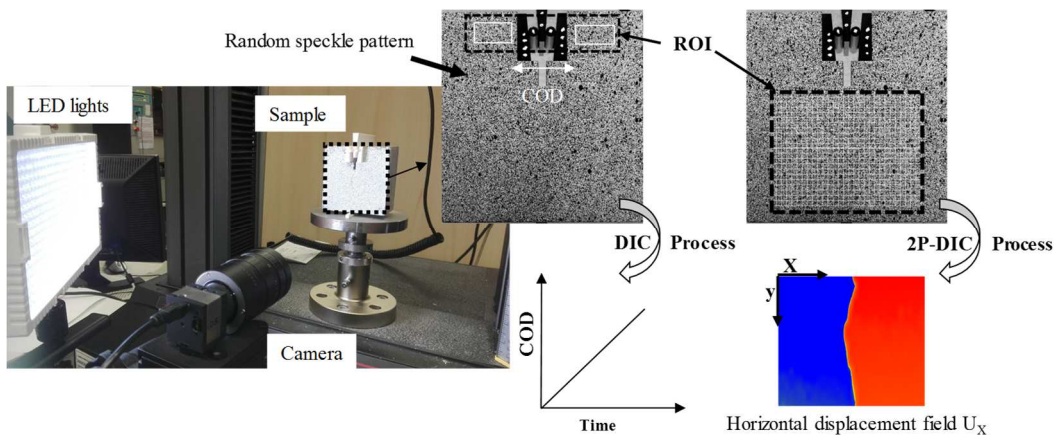 Random speckle pattern
ROI
COD
LED lights
Sample
Camera
DIC Process
2P-DIC Process
COD
Time
X
y
Horizontal displacement field U_X